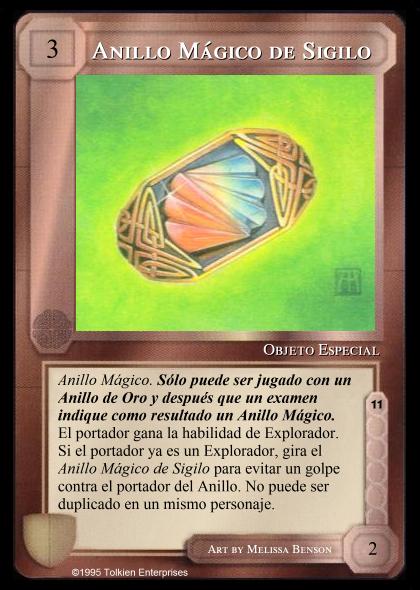 3
Anillo Mágico de Sigilo
Objeto Especial
Anillo Mágico. Sólo puede ser jugado con un
Anillo de Oro y después que un examen
indique como resultado un Anillo Mágico.
El portador gana la habilidad de Explorador.
Si el portador ya es un Explorador, gira el
Anillo Mágico de Sigilo para evitar un golpe
contra el portador del Anillo. No puede ser
duplicado en un mismo personaje.
11
Art by Melissa Benson
2
©1995 Tolkien Enterprises